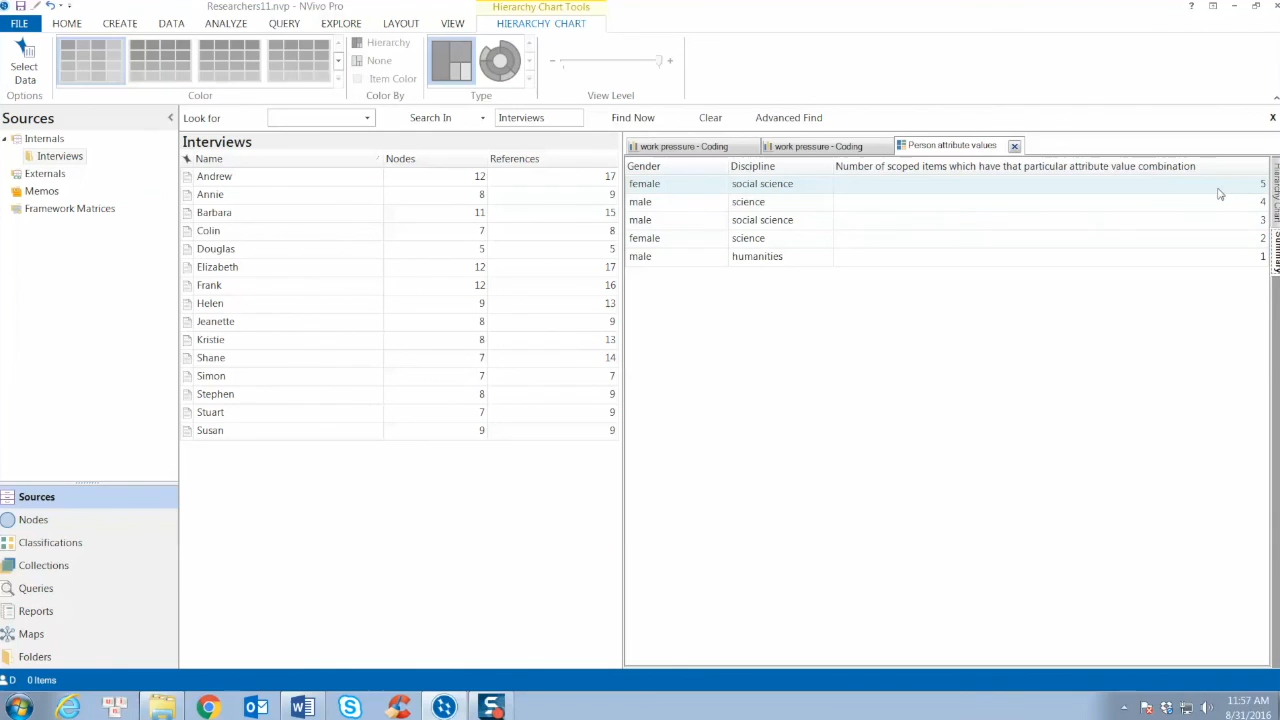 Researchers11.nvp - NVivo Pro
Hierarchy Chart Tools
FILE HOME CREATE DATA ANALYZE QUERY EXPLORE LAYOUT VIEW HIERARCHY CHART
Select
Data
Hierarchy
None
Item Color
Options Color Color By Type View Level
Sources
Internals
Interviews
Externals
Memos
Framework Matrices
Look for Search In Interviews Find Now Clear Advanced Find X
Interviews
Name Nodes References
Andrew 12 17
Annie 8 9
Barbara 11 15
Colin 7 8
Douglas 5 5
Elizabeth 12 17
Frank 12 16
Helen 9 13
Jeanette 8 9
Kristie 8 13
Shane 7 14
Simon 7 7
Stephen 8 9
Stuart 7 9
Susan 9 9
work pressure - Coding work pressure - Coding Person attribute values
Gender Discipline Number of scoped items which have that particular attribute value combination
female social science 5
male science 4
male social science 3
female science 2
male humanities 1
Hierarchy Chart
Summary
Sources
Nodes
Classifications
Collections
Queries
Reports
Maps
Folders
D 0 Items
11:57 AM
8/31/2016